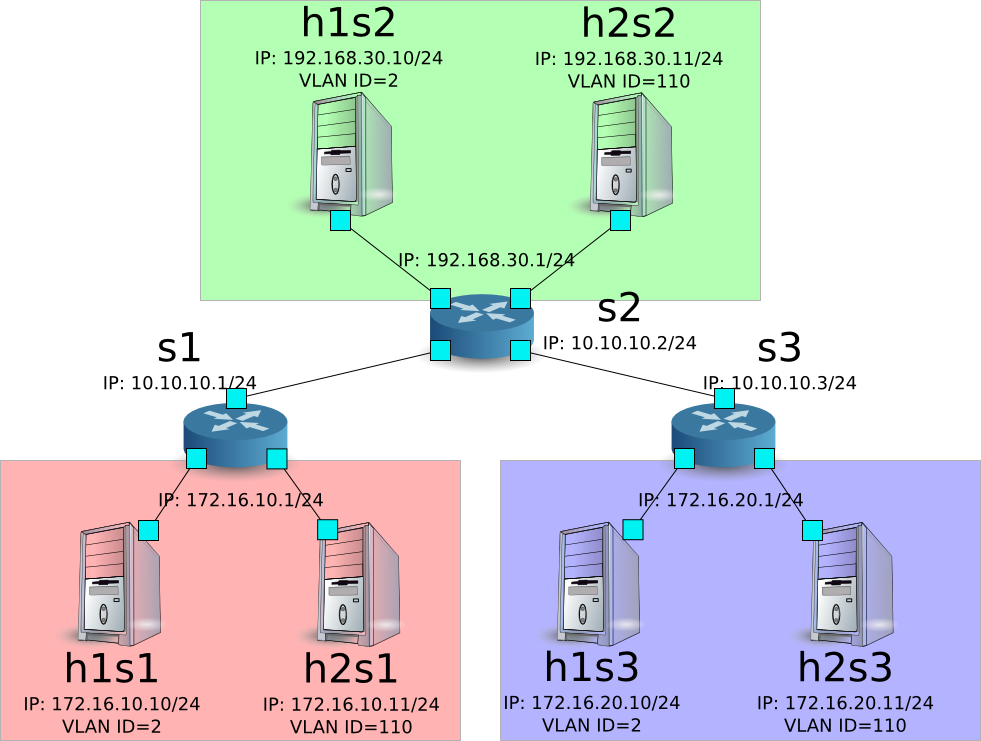 h1s2
IP: 192.168.30.10/24
VLAN ID=2
h2s2
IP: 192.168.30.11/24
VLAN ID=110
IP: 192.168.30.1/24
s2
IP: 10.10.10.2/24
s1
IP: 10.10.10.1/24
s3
IP: 10.10.10.3/24
IP: 172.16.10.1/24
IP: 172.16.20.1/24
h1s1
IP: 172.16.10.10/24
VLAN ID=2
h2s1
IP: 172.16.10.11/24
VLAN ID=110
h1s3
IP: 172.16.20.10/24
VLAN ID=2
h2s3
IP: 172.16.20.11/24
VLAN ID=110